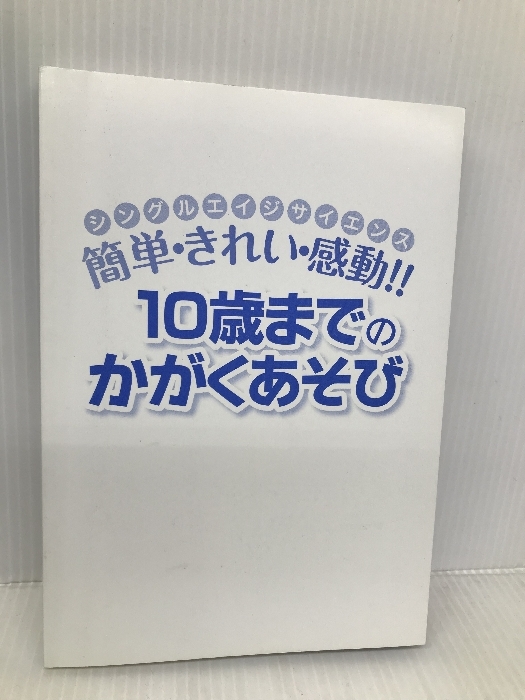 シングルエイジサイエンス
簡単・きれい・感動!!
10歳までの
かがくあそび